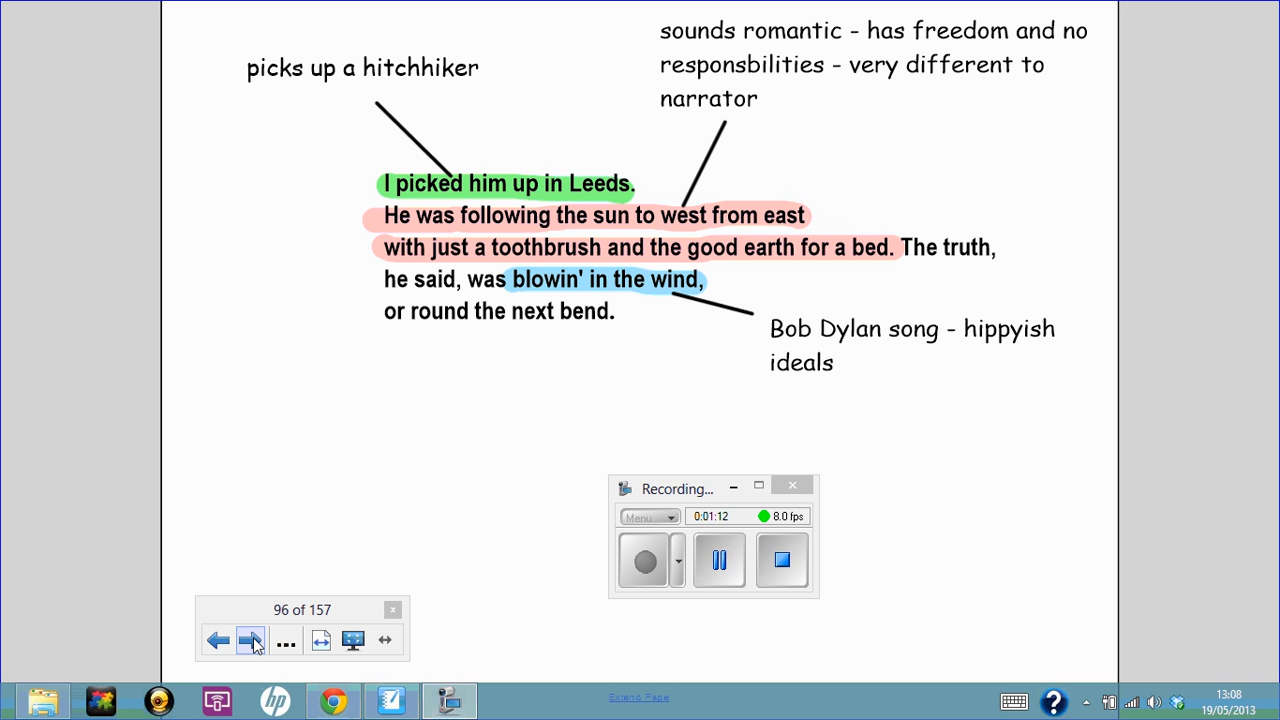 sounds romantic - has freedom and no
responsbilities - very different to
narrator
picks up a hitchhiker
I picked him up in Leeds.
He was following the sun to west from east
with just a toothbrush and the good earth for a bed. The truth,
he said, was blowin' in the wind,
or round the next bend.
Bob Dylan song - hippyish
ideals
Recording...
Menu
0:01:12
8.0 fps
96 of 157
Extend Page
13:08
19/05/2013